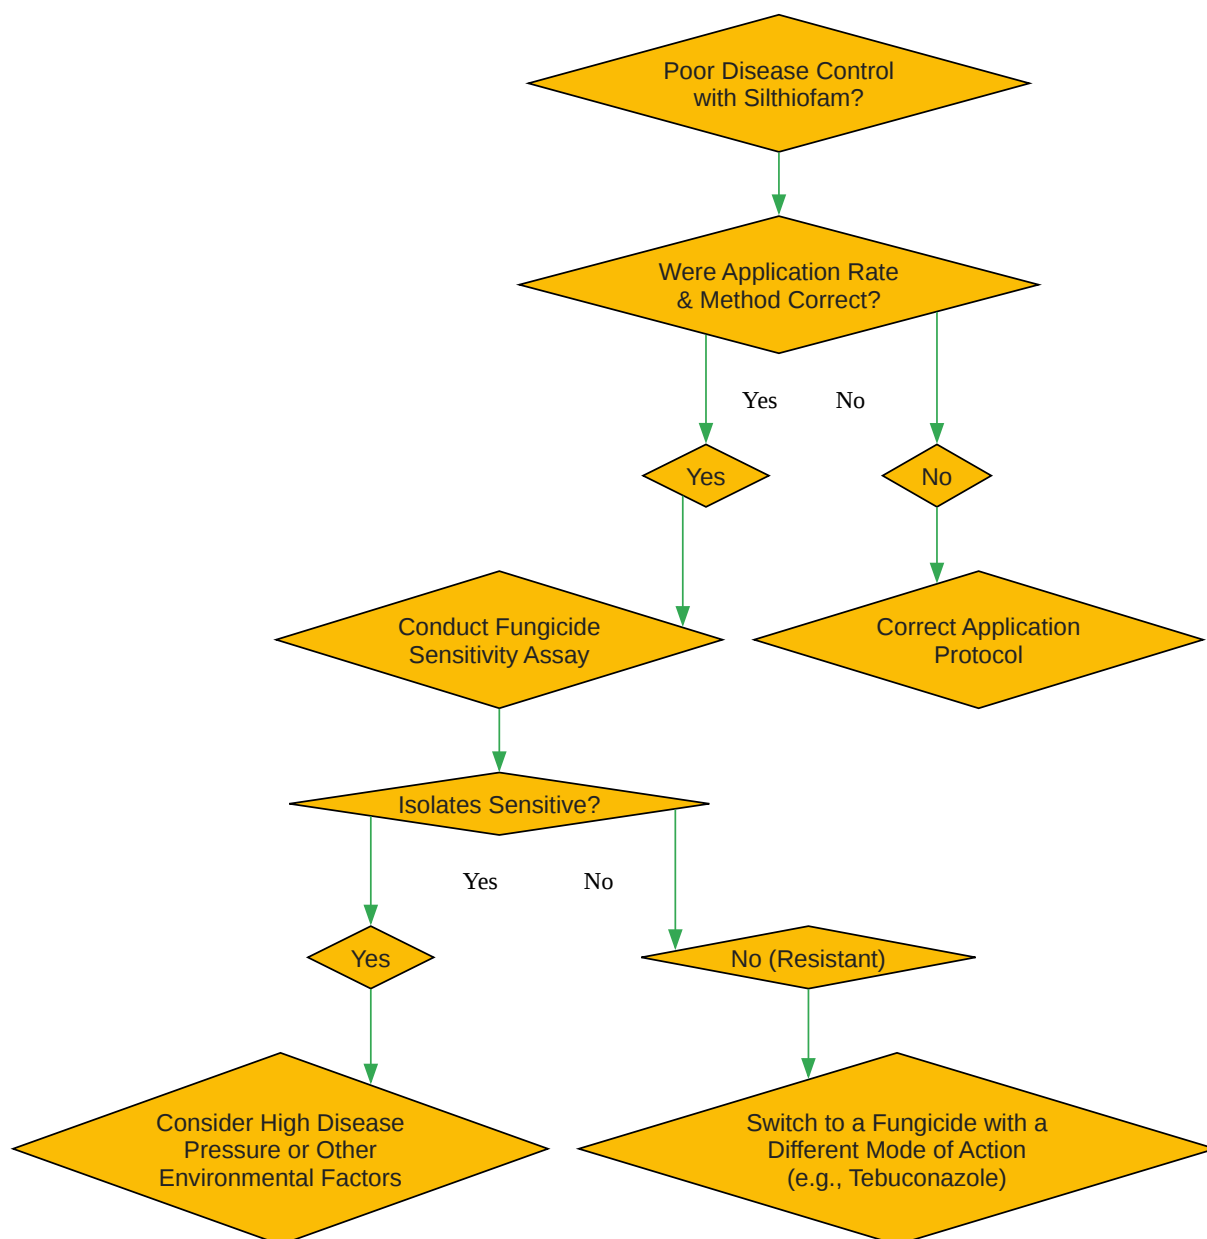 Poor Disease Control
with Silthiofam?
Were Application Rate
& Method Correct?
Yes
No
Yes
No
Conduct Fungicide
Sensitivity Assay
Correct Application
Protocol
Isolates Sensitive?
Yes
No
Yes
No (Resistant)
Consider High Disease
Pressure or Other
Environmental Factors
Switch to a Fungicide with a
Different Mode of Action
(e.g., Tebuconazole)